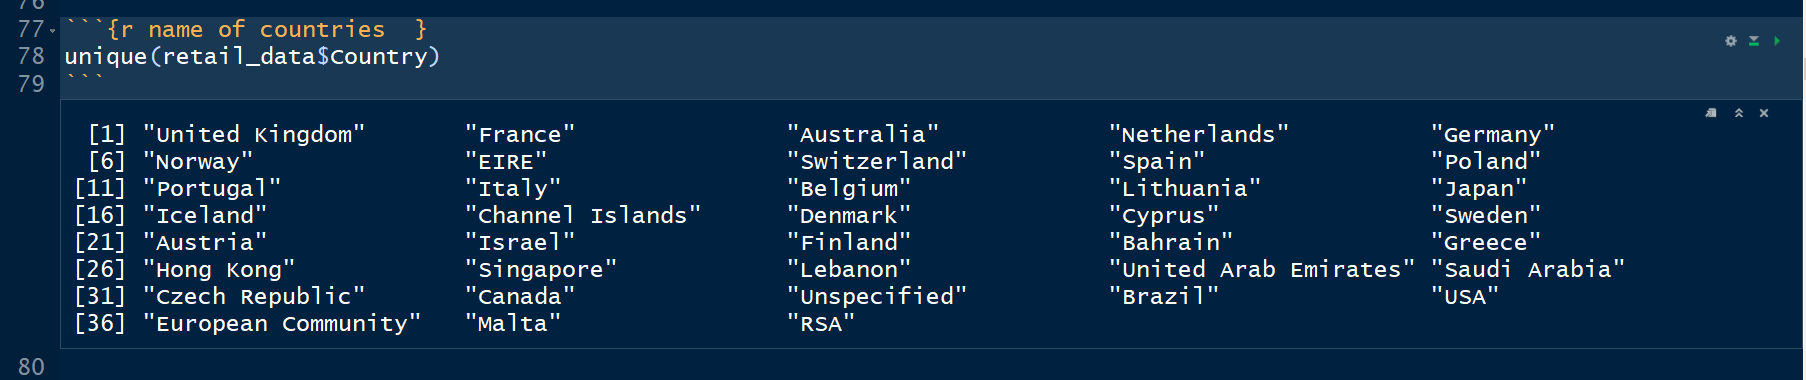 76
77 ```{r name of countries  }
78 unique(retail_data$Country)
79 ```
[1] "United Kingdom" "France" "Australia" "Netherlands" "Germany"
[6] "Norway" "EIRE" "Switzerland" "Spain" "Poland"
[11] "Portugal" "Italy" "Belgium" "Lithuania" "Japan"
[16] "Iceland" "Channel Islands" "Denmark" "Cyprus" "Sweden"
[21] "Austria" "Israel" "Finland" "Bahrain" "Greece"
[26] "Hong Kong" "Singapore" "Lebanon" "United Arab Emirates" "Saudi Arabia"
[31] "Czech Republic" "Canada" "Unspecified" "Brazil" "USA"
[36] "European Community" "Malta" "RSA"
80